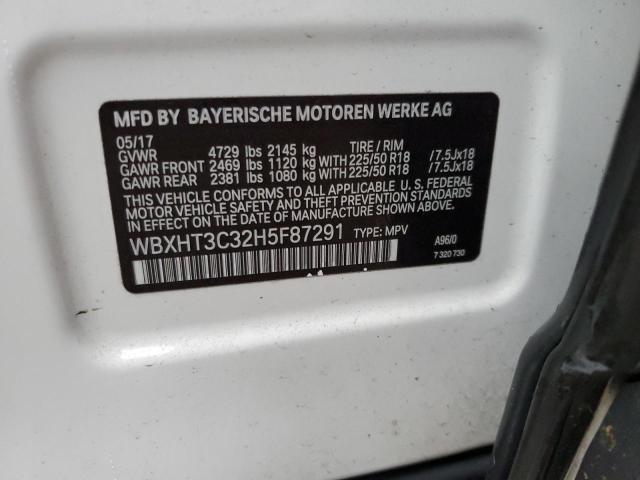 MFD BY BAYERISCHE MOTOREN WERKE AG
05/17 TIRE / RIM
GVWR 4729 lbs 2145 kg
GAWR FRONT 2469 lbs 1120 kg WITH 225/50 R18 / 7.5Jx18
GAWR REAR 2381 lbs 1080 kg WITH 225/50 R18 / 7.5Jx18
THIS VEHICLE CONFORMS TO ALL APPLICABLE U. S. FEDERAL
MOTOR VEHICLE SAFETY AND THEFT PREVENTION STANDARDS
IN EFFECT ON THE DATE OF MANUFACTURE SHOWN ABOVE.
WBXHT3C32H5F87291 TYPE: MPV
A96/0
7 320 730